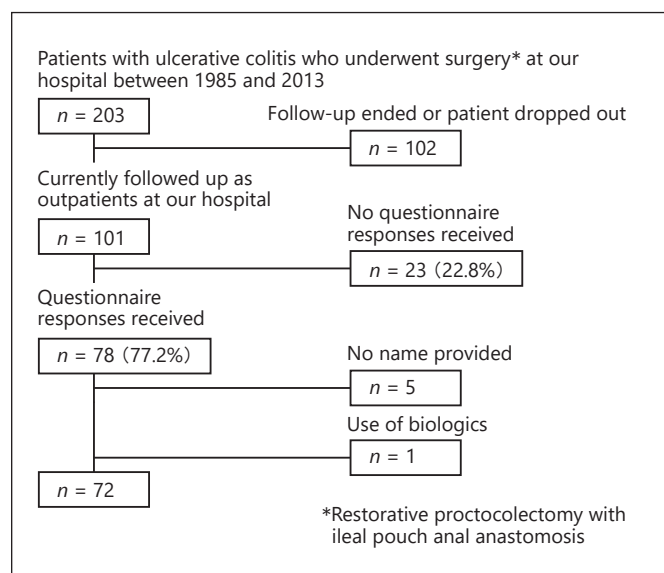 Patients with ulcerative colitis who underwent surgery* at our
hospital between 1985 and 2013
n = 203
Follow-up ended or patient dropped out
n = 102
Currently followed up as
outpatients at our hospital
n = 101
No questionnaire
responses received
n = 23 (22.8%)
Questionnaire
responses received
n = 78 (77.2%)
No name provided
n = 5
Use of biologics
n = 1
n = 72
*Restorative proctocolectomy with
ileal pouch anal anastomosis